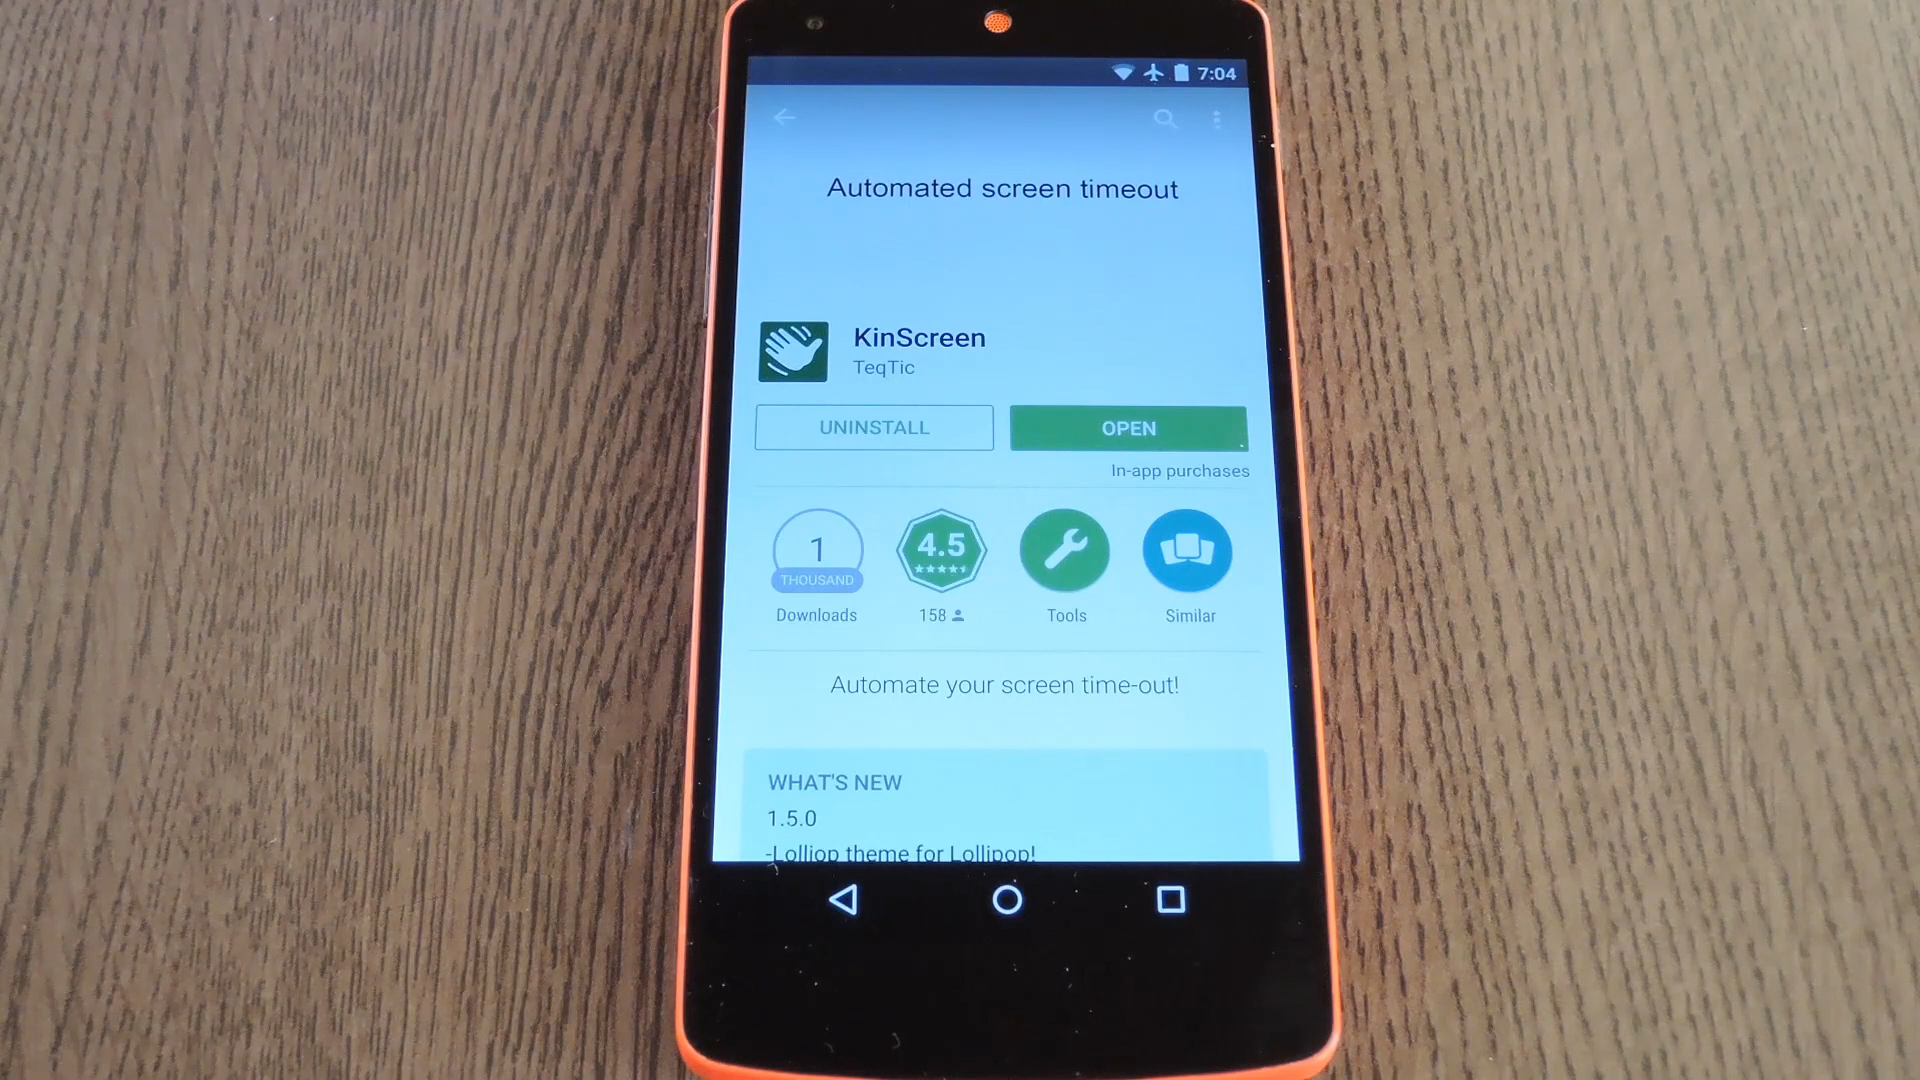 7:04
Automated screen timeout
KinScreen
TeqTic
UNINSTALL
OPEN
In-app purchases
1
THOUSAND
4.5
Downloads
158
Tools
Similar
Automate your screen time-out!
WHAT'S NEW
1.5.0
-Lolliop theme for Lollipop!